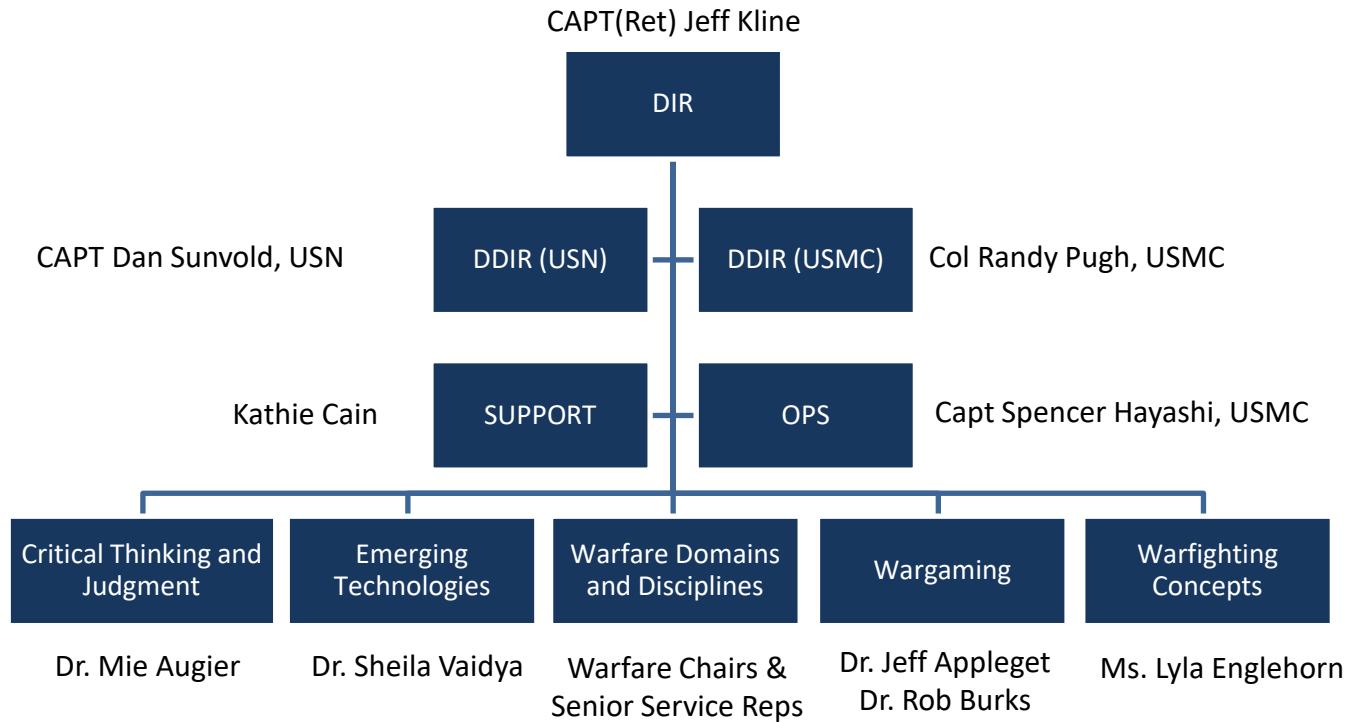 CAPT(Ret) Jeff Kline
DIR
CAPT Dan Sunvold, USN
DDIR (USN)
DDIR (USMC)
Col Randy Pugh, USMC
Kathie Cain
SUPPORT
OPS
Capt Spencer Hayashi, USMC
Critical Thinking and
Judgment
Emerging
Technologies
Warfare Domains
and Disciplines
Wargaming
Warfighting
Concepts
Dr. Mie Augier
Dr. Sheila Vaidya
Warfare Chairs &
Senior Service Reps
Dr. Jeff Appleget
Dr. Rob Burks
Ms. Lyla Englehorn